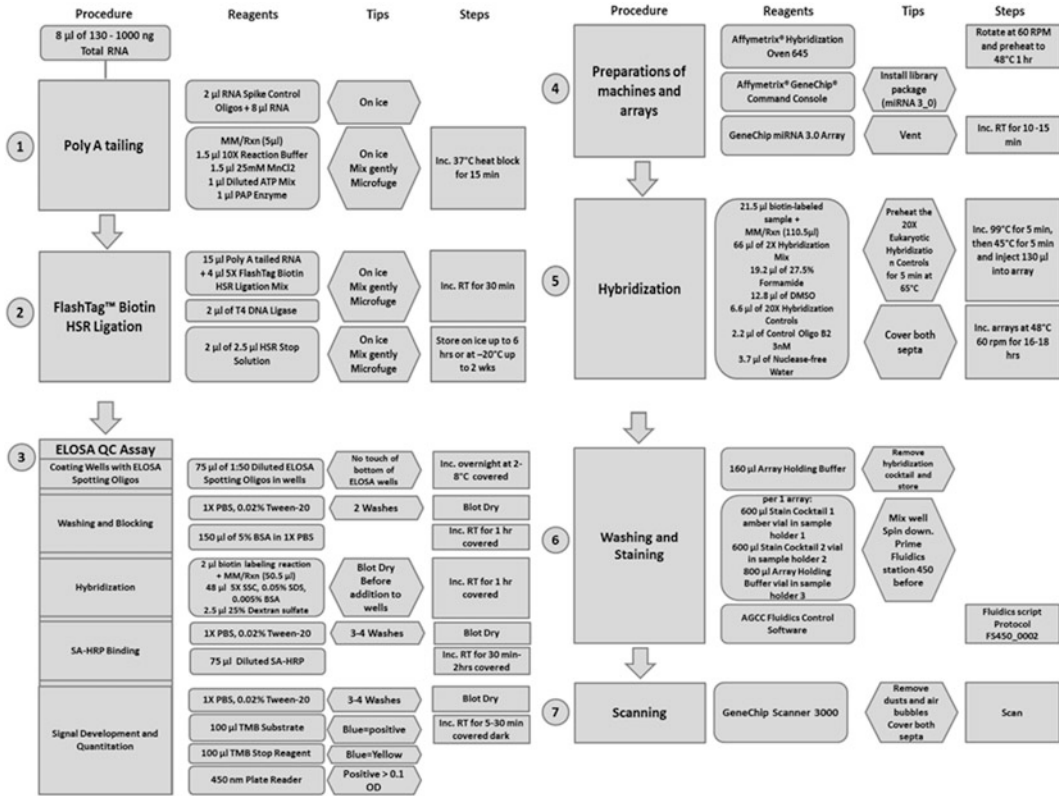 Procedure
Reagents
Tips
Steps
8 µl of 130 - 1000 ng
Total RNA
1
Poly A tailing
2 µl RNA Spike Control
Oligos + 8 µl RNA
On ice
MM/Rxn (5µl)
1.5 µl 10X Reaction Buffer
1.5 µl 25mM MnCl2
1 µl Diluted ATP Mix
1 µl PAP Enzyme
On ice
Mix gently
Microfuge
Inc. 37°C heat block
for 15 min
2
FlashTag™ Biotin
HSR Ligation
15 µl Poly A tailed RNA
+ 4 µl 5X FlashTag Biotin
HSR Ligation Mix
2 µl of T4 DNA Ligase
On ice
Mix gently
Microfuge
Inc. RT for 30 min
2 µl of 2.5 µl HSR Stop
Solution
On ice
Mix gently
Microfuge
Store on ice up to 6
hrs or at –20°C up
to 2 wks
3
ELOSA QC Assay
Coating Wells with ELOSA
Spotting Oligos
75 µl of 1:50 Diluted ELOSA
Spotting Oligos in wells
No touch of
bottom of
ELOSA wells
Inc. overnight at 2-
8°C covered
Washing and Blocking
1X PBS, 0.02% Tween-20
2 Washes
Blot Dry
150 µl of 5% BSA in 1X PBS
Inc. RT for 1 hr
covered
Hybridization
2 µl biotin labeling reaction
+ MM/Rxn (50.5 µl)
48 µl 5X SSC, 0.05% SDS,
0.005% BSA
2.5 µl 25% Dextran sulfate
Blot Dry
Before
addition to
wells
Inc. RT for 1 hr
covered
SA-HRP Binding
1X PBS, 0.02% Tween-20
3-4 Washes
Blot Dry
75 µl Diluted SA-HRP
Inc. RT for 30 min-
2hrs covered
Signal Development and
Quantitation
1X PBS, 0.02% Tween-20
3-4 Washes
Blot Dry
100 µl TMB Substrate
Blue=positive
Inc. RT for 5-30 min
covered dark
100 µl TMB Stop Reagent
Blue=Yellow
450 nm Plate Reader
Positive > 0.1
OD
Procedure
Reagents
Tips
Steps
4
Preparations of
machines and
arrays
Affymetrix® Hybridization
Oven 645
Rotate at 60 RPM
and preheat to
48°C 1 hr
Affymetrix® GeneChip®
Command Console
Install library
package
(miRNA 3_0)
GeneChip miRNA 3.0 Array
Vent
Inc. RT for 10-15
min
5
Hybridization
21.5 µl biotin-labeled
sample +
MM/Rxn (110.5µl)
66 µl of 2X Hybridization
Mix
19.2 µl of 27.5%
Formamide
12.8 µl of DMSO
6.6 µl of 20X Hybridization
Controls
2.2 µl of Control Oligo B2
3nM
3.7 µl of Nuclease-free
Water
Preheat the
20X
Eukaryotic
Hybridizatio
n Controls
for 5 min at
65°C
Inc. 99°C for 5 min,
then 45°C for 5 min
and inject 130 µl
into array
Cover both
septa
Inc. arrays at 48°C
60 rpm for 16-18
hrs
6
Washing and
Staining
160 µl Array Holding Buffer
Remove
hybridization
cocktail and
store
per 1 array:
600 µl Stain Cocktail 1
amber vial in sample
holder 1
600 µl Stain Cocktail 2 vial
in sample holder 2
800 µl Array Holding
Buffer vial in sample
holder 3
Mix well
Spin down.
Prime
Fluidics
station 450
before
AGCC Fluidics Control
Software
Fluidics script
Protocol
FS450_0002
7
Scanning
GeneChip Scanner 3000
Remove
dusts and air
bubbles
Cover both
septa
Scan